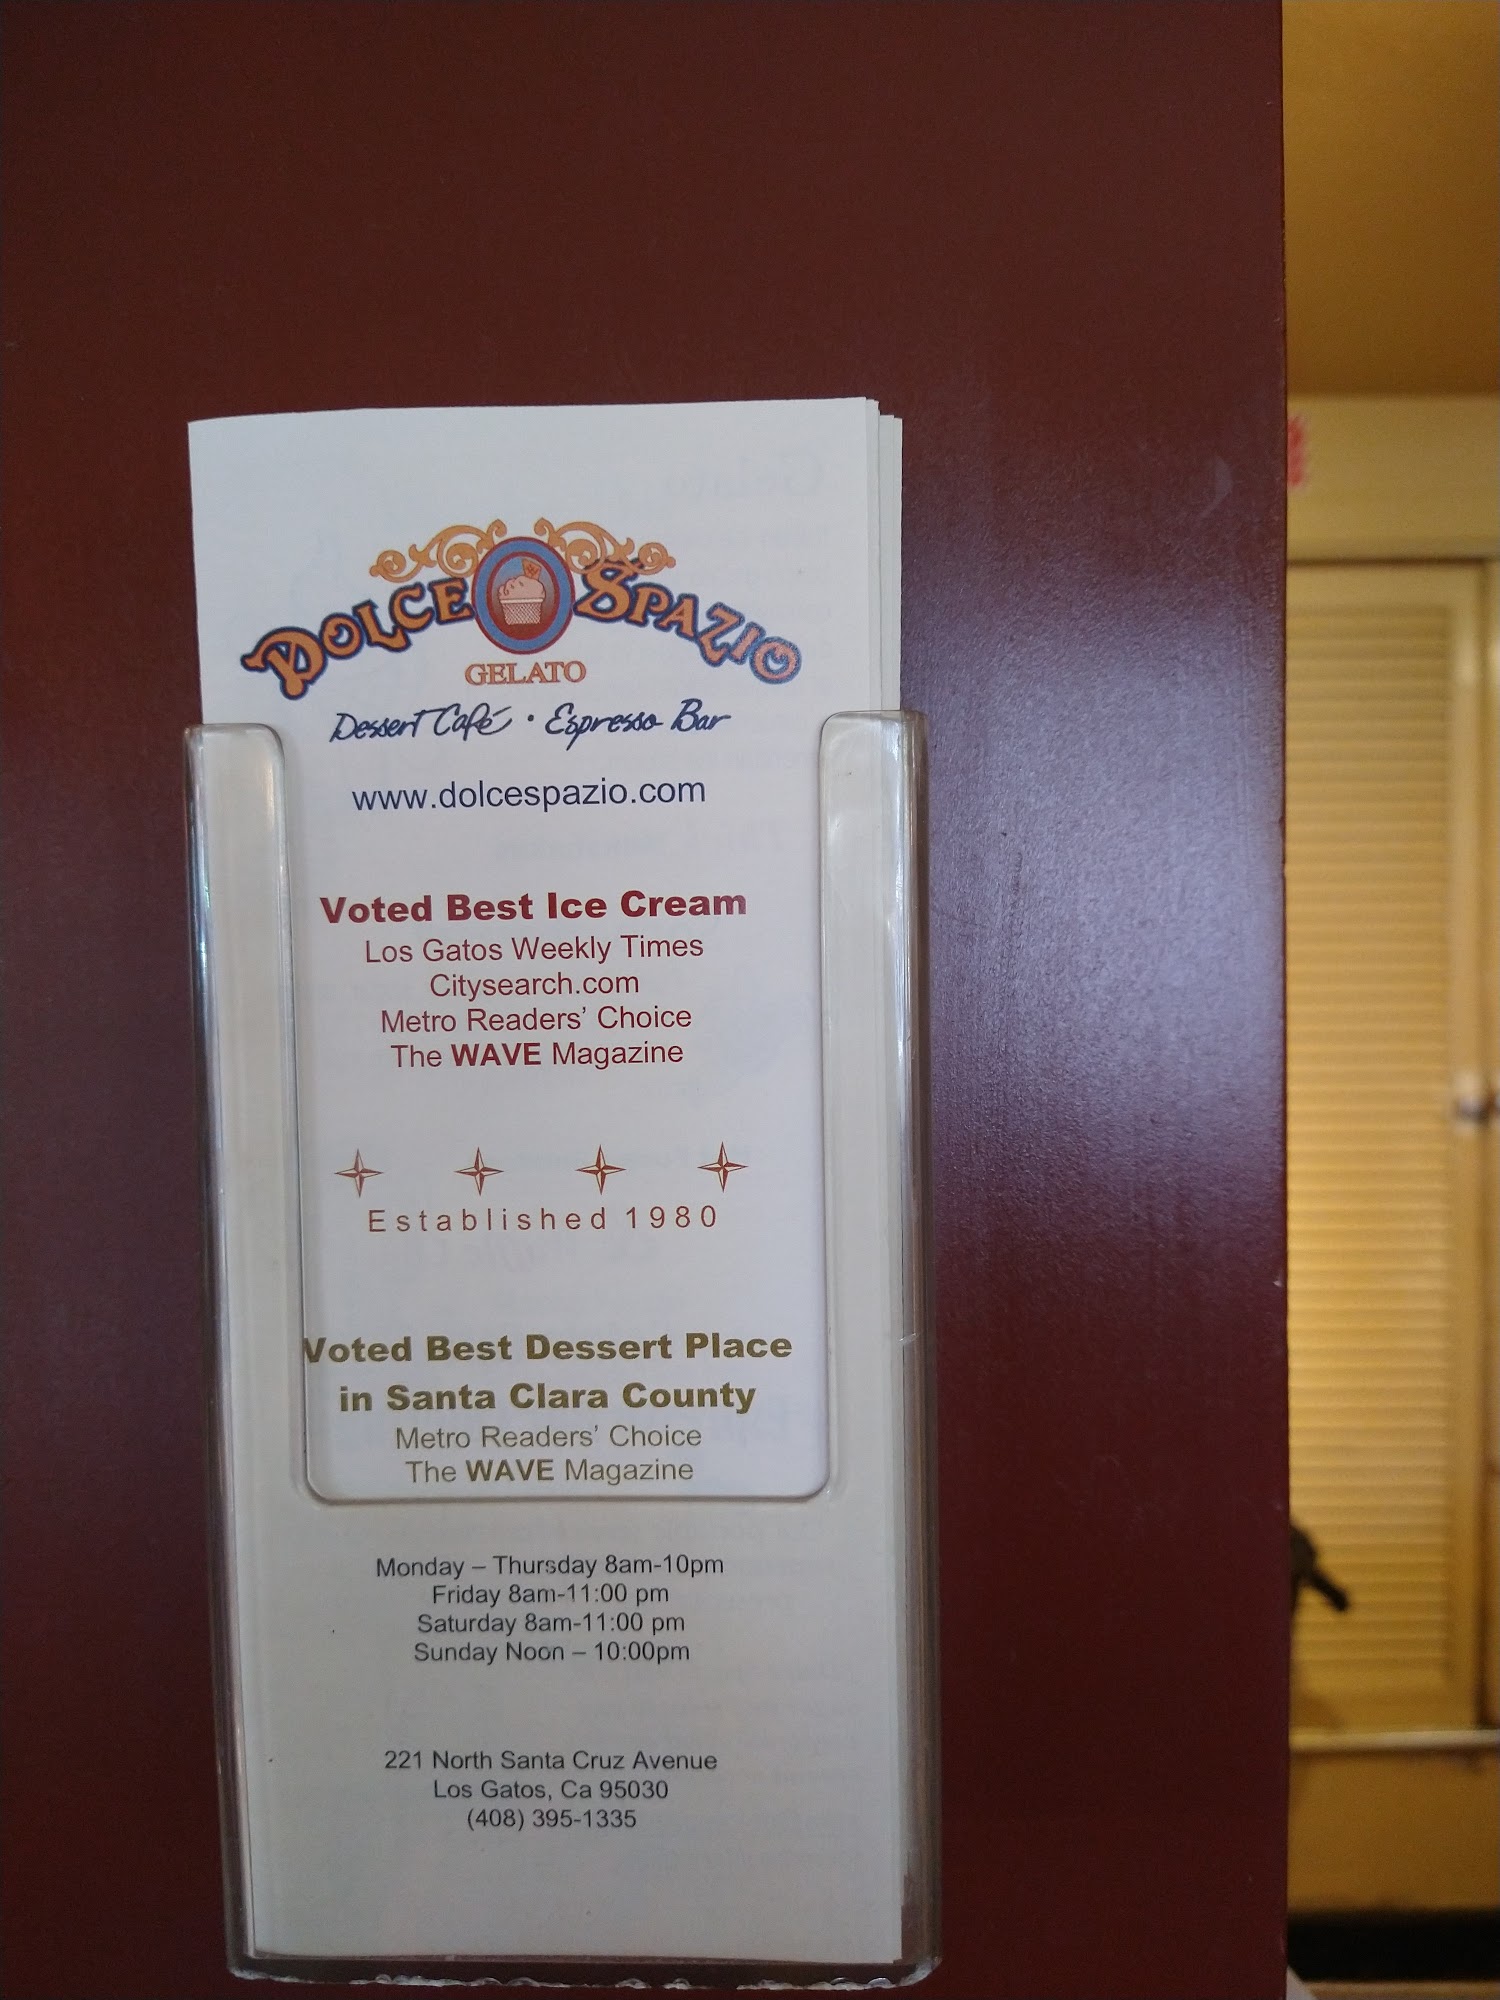 DOLCE SPAZIO
GELATO
Dessert Café • Espresso Bar
www.dolcespazio.com
Voted Best Ice Cream
Los Gatos Weekly Times
Citysearch.com
Metro Readers’ Choice
The WAVE Magazine
Established 1980
Voted Best Dessert Place
in Santa Clara County
Metro Readers’ Choice
The WAVE Magazine
Monday – Thursday 8am-10pm
Friday 8am-11:00 pm
Saturday 8am-11:00 pm
Sunday Noon – 10:00pm
221 North Santa Cruz Avenue
Los Gatos, Ca 95030
(408) 395-1335